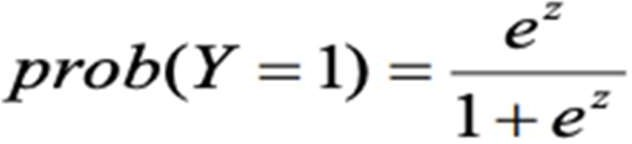 prob(Y = 1) = e^z / (1 + e^z)